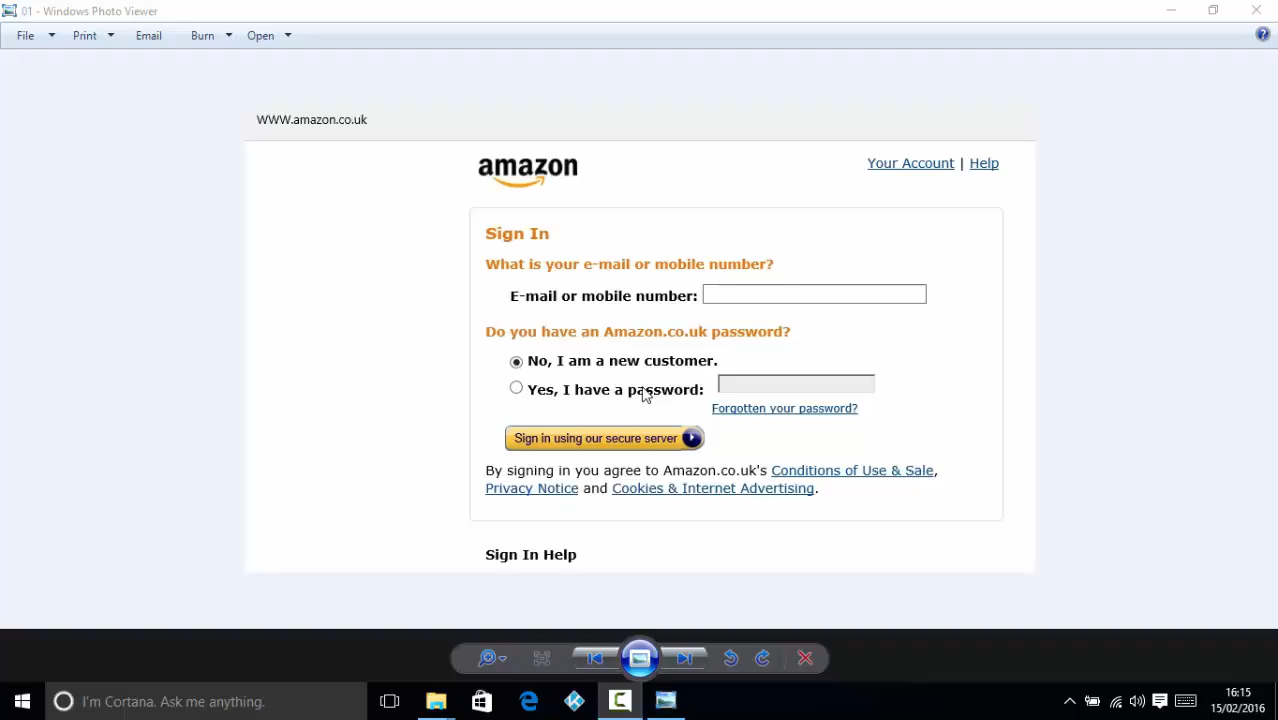 01 - Windows Photo Viewer
File Print Email Burn Open
WWW.amazon.co.uk
amazon
Your Account | Help
Sign In
What is your e-mail or mobile number?
E-mail or mobile number:
Do you have an Amazon.co.uk password?
No, I am a new customer.
Yes, I have a password:
Forgotten your password?
Sign in using our secure server
By signing in you agree to Amazon.co.uk's Conditions of Use & Sale,
Privacy Notice and Cookies & Internet Advertising.
Sign In Help
I'm Cortana. Ask me anything.
16:15
15/02/2016